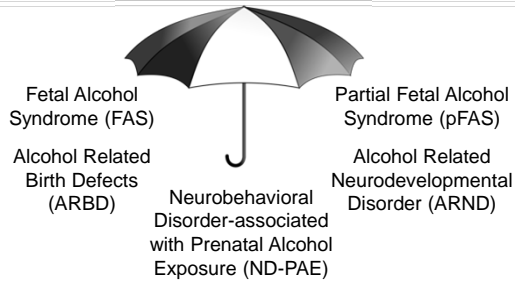 Fetal Alcohol
Syndrome (FAS)
Alcohol Related
Birth Defects
(ARBD)
Neurobehavioral
Disorder-associated
with Prenatal Alcohol
Exposure (ND-PAE)
Partial Fetal Alcohol
Syndrome (pFAS)
Alcohol Related
Neurodevelopmental
Disorder (ARND)